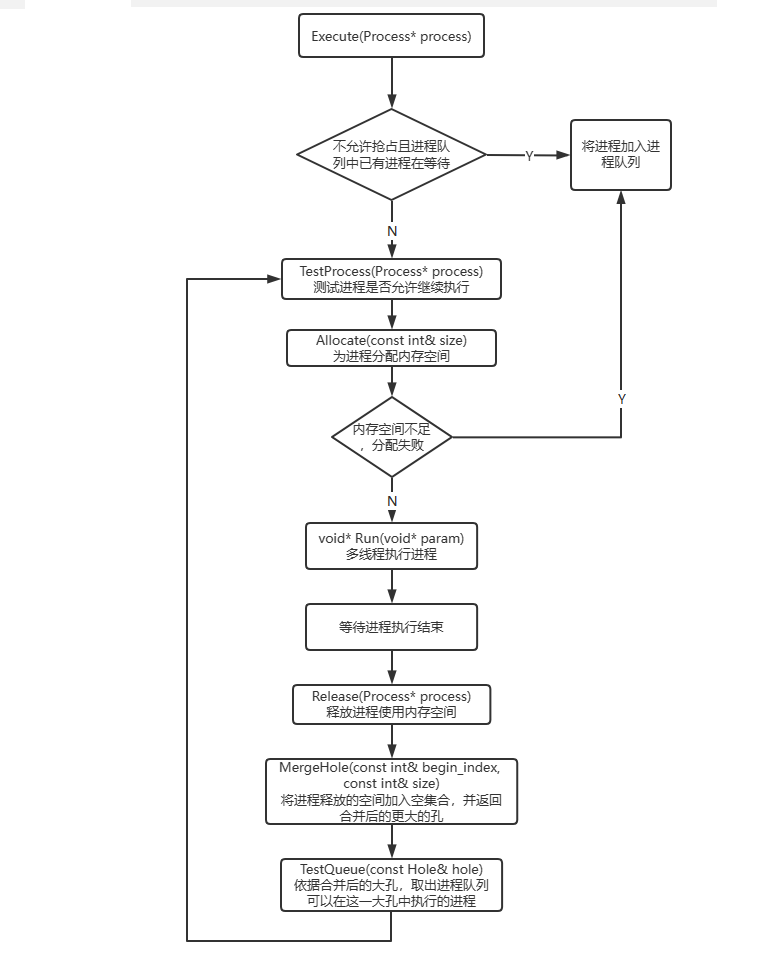 Execute(Process* process)
不允许抢占且进程队
列中已有进程在等待
Y
将进程加入进
程队列
N
TestProcess(Process* process)
测试进程是否允许继续执行
Allocate(const int& size)
为进程分配内存空间
Y
内存空间不足
，分配失败
N
void* Run(void* param)
多线程执行进程
等待进程执行结束
Release(Process* process)
释放进程使用内存空间
MergeHole(const int& begin_index,
const int& size)
将进程释放的空间加入空集合，并返回
合并后的更大的孔
TestQueue(const Hole& hole)
依据合并后的大孔，取出进程队列
可以在这一大孔中执行的进程